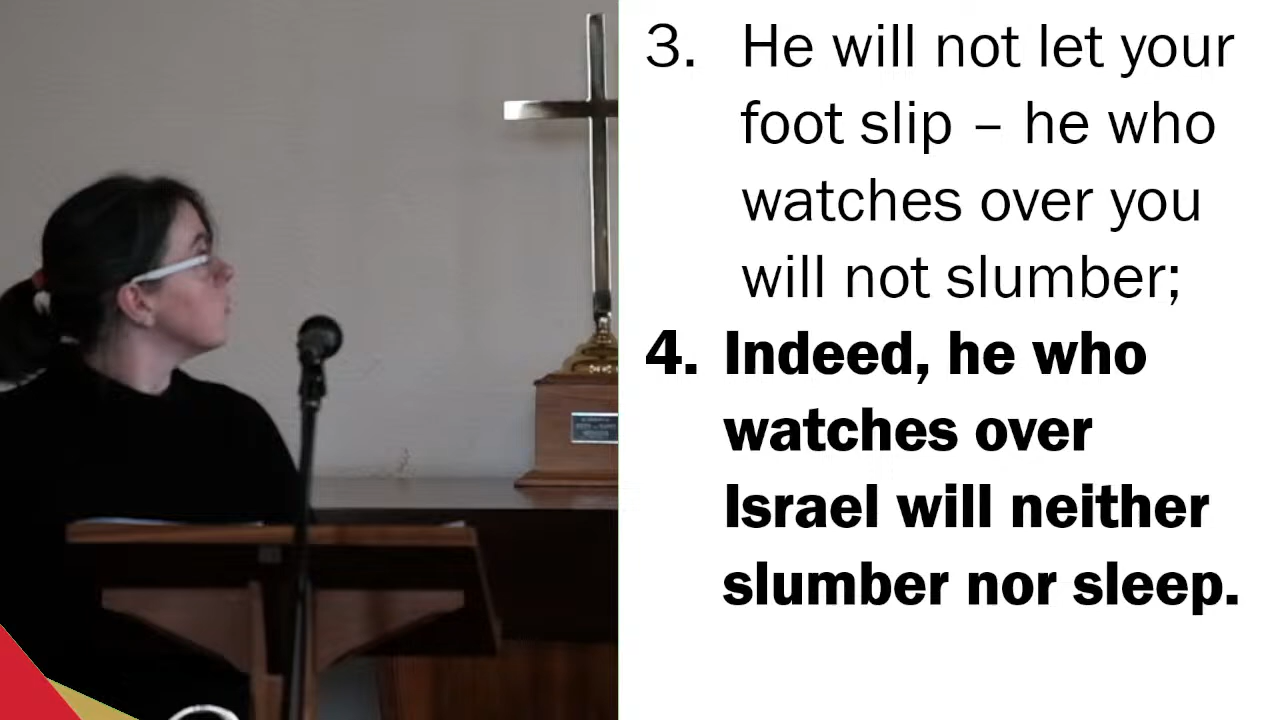 3. He will not let your
foot slip – he who
watches over you
will not slumber;
4. Indeed, he who
watches over
Israel will neither
slumber nor sleep.